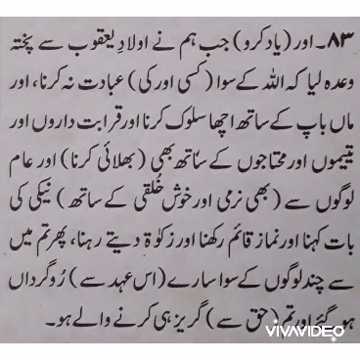 ۸۳۔ اور (یاد کرو) جب ہم نے اولادِ یعقوب سے پختہ
وعدہ لیا کہ اللہ کے سوا (کسی اور کی) عبادت نہ کرنا، اور
ماں باپ کے ساتھ اچھا سلوک کرنا اور قرابت داروں اور
یتیموں اور محتاجوں کے ساتھ بھی (بھلائی کرنا) اور عام
لوگوں سے (بھی نرمی اور خوش خُلقی کے ساتھ) نیکی کی
بات کہنا اور نماز قائم رکھنا اور زکوٰۃ دیتے رہنا، پھر تم میں
سے چند لوگوں کے سوا سارے (اس عہد سے) رُوگرداں
ہو گئے اور تم (حق سے) گریز ہی کرنے والے ہو۔
VIVAVIDEO